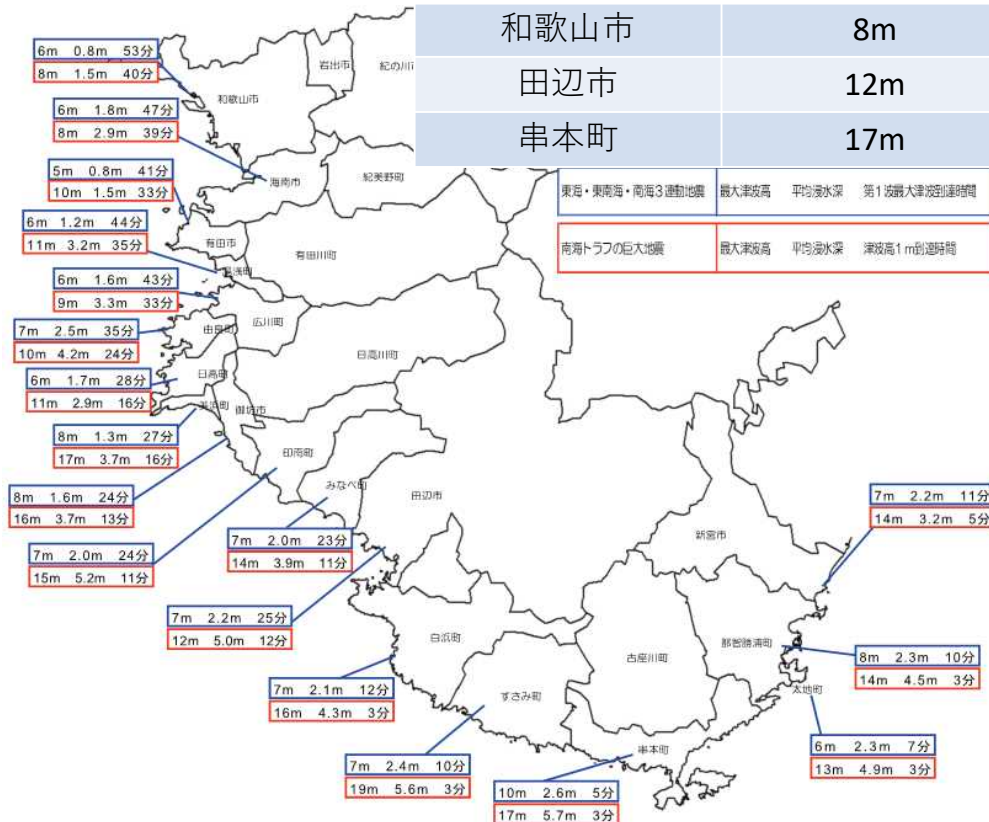 和歌山市 8m
田辺市 12m
串本町 17m
東海・東南海・南海3連動地震 最大津波高 平均浸水深 第1波最大津波到達時間
南海トラフの巨大地震 最大津波高 平均浸水深 津波高1m到達時間
6m 0.8m 53分
8m 1.5m 40分
岩出市
紀の川市
和歌山市
6m 1.8m 47分
8m 2.9m 39分
海南市
紀美野町
5m 0.8m 41分
10m 1.5m 33分
有田市
有田川町
6m 1.2m 44分
11m 3.2m 35分
湯浅町
6m 1.6m 43分
9m 3.3m 33分
広川町
7m 2.5m 35分
10m 4.2m 24分
由良町
日高川町
6m 1.7m 28分
11m 2.9m 16分
日高町
美浜町
御坊市
8m 1.3m 27分
17m 3.7m 16分
印南町
みなべ町
田辺市
8m 1.6m 24分
16m 3.7m 13分
7m 2.0m 24分
15m 5.2m 11分
7m 2.0m 23分
14m 3.9m 11分
7m 2.2m 25分
12m 5.0m 12分
新宮市
7m 2.2m 11分
14m 3.2m 5分
白浜町
古座川町
那智勝浦町
8m 2.3m 10分
14m 4.5m 3分
7m 2.1m 12分
16m 4.3m 3分
すさみ町
太地町
6m 2.3m 7分
13m 4.9m 3分
串本町
7m 2.4m 10分
19m 5.6m 3分
10m 2.6m 5分
17m 5.7m 3分